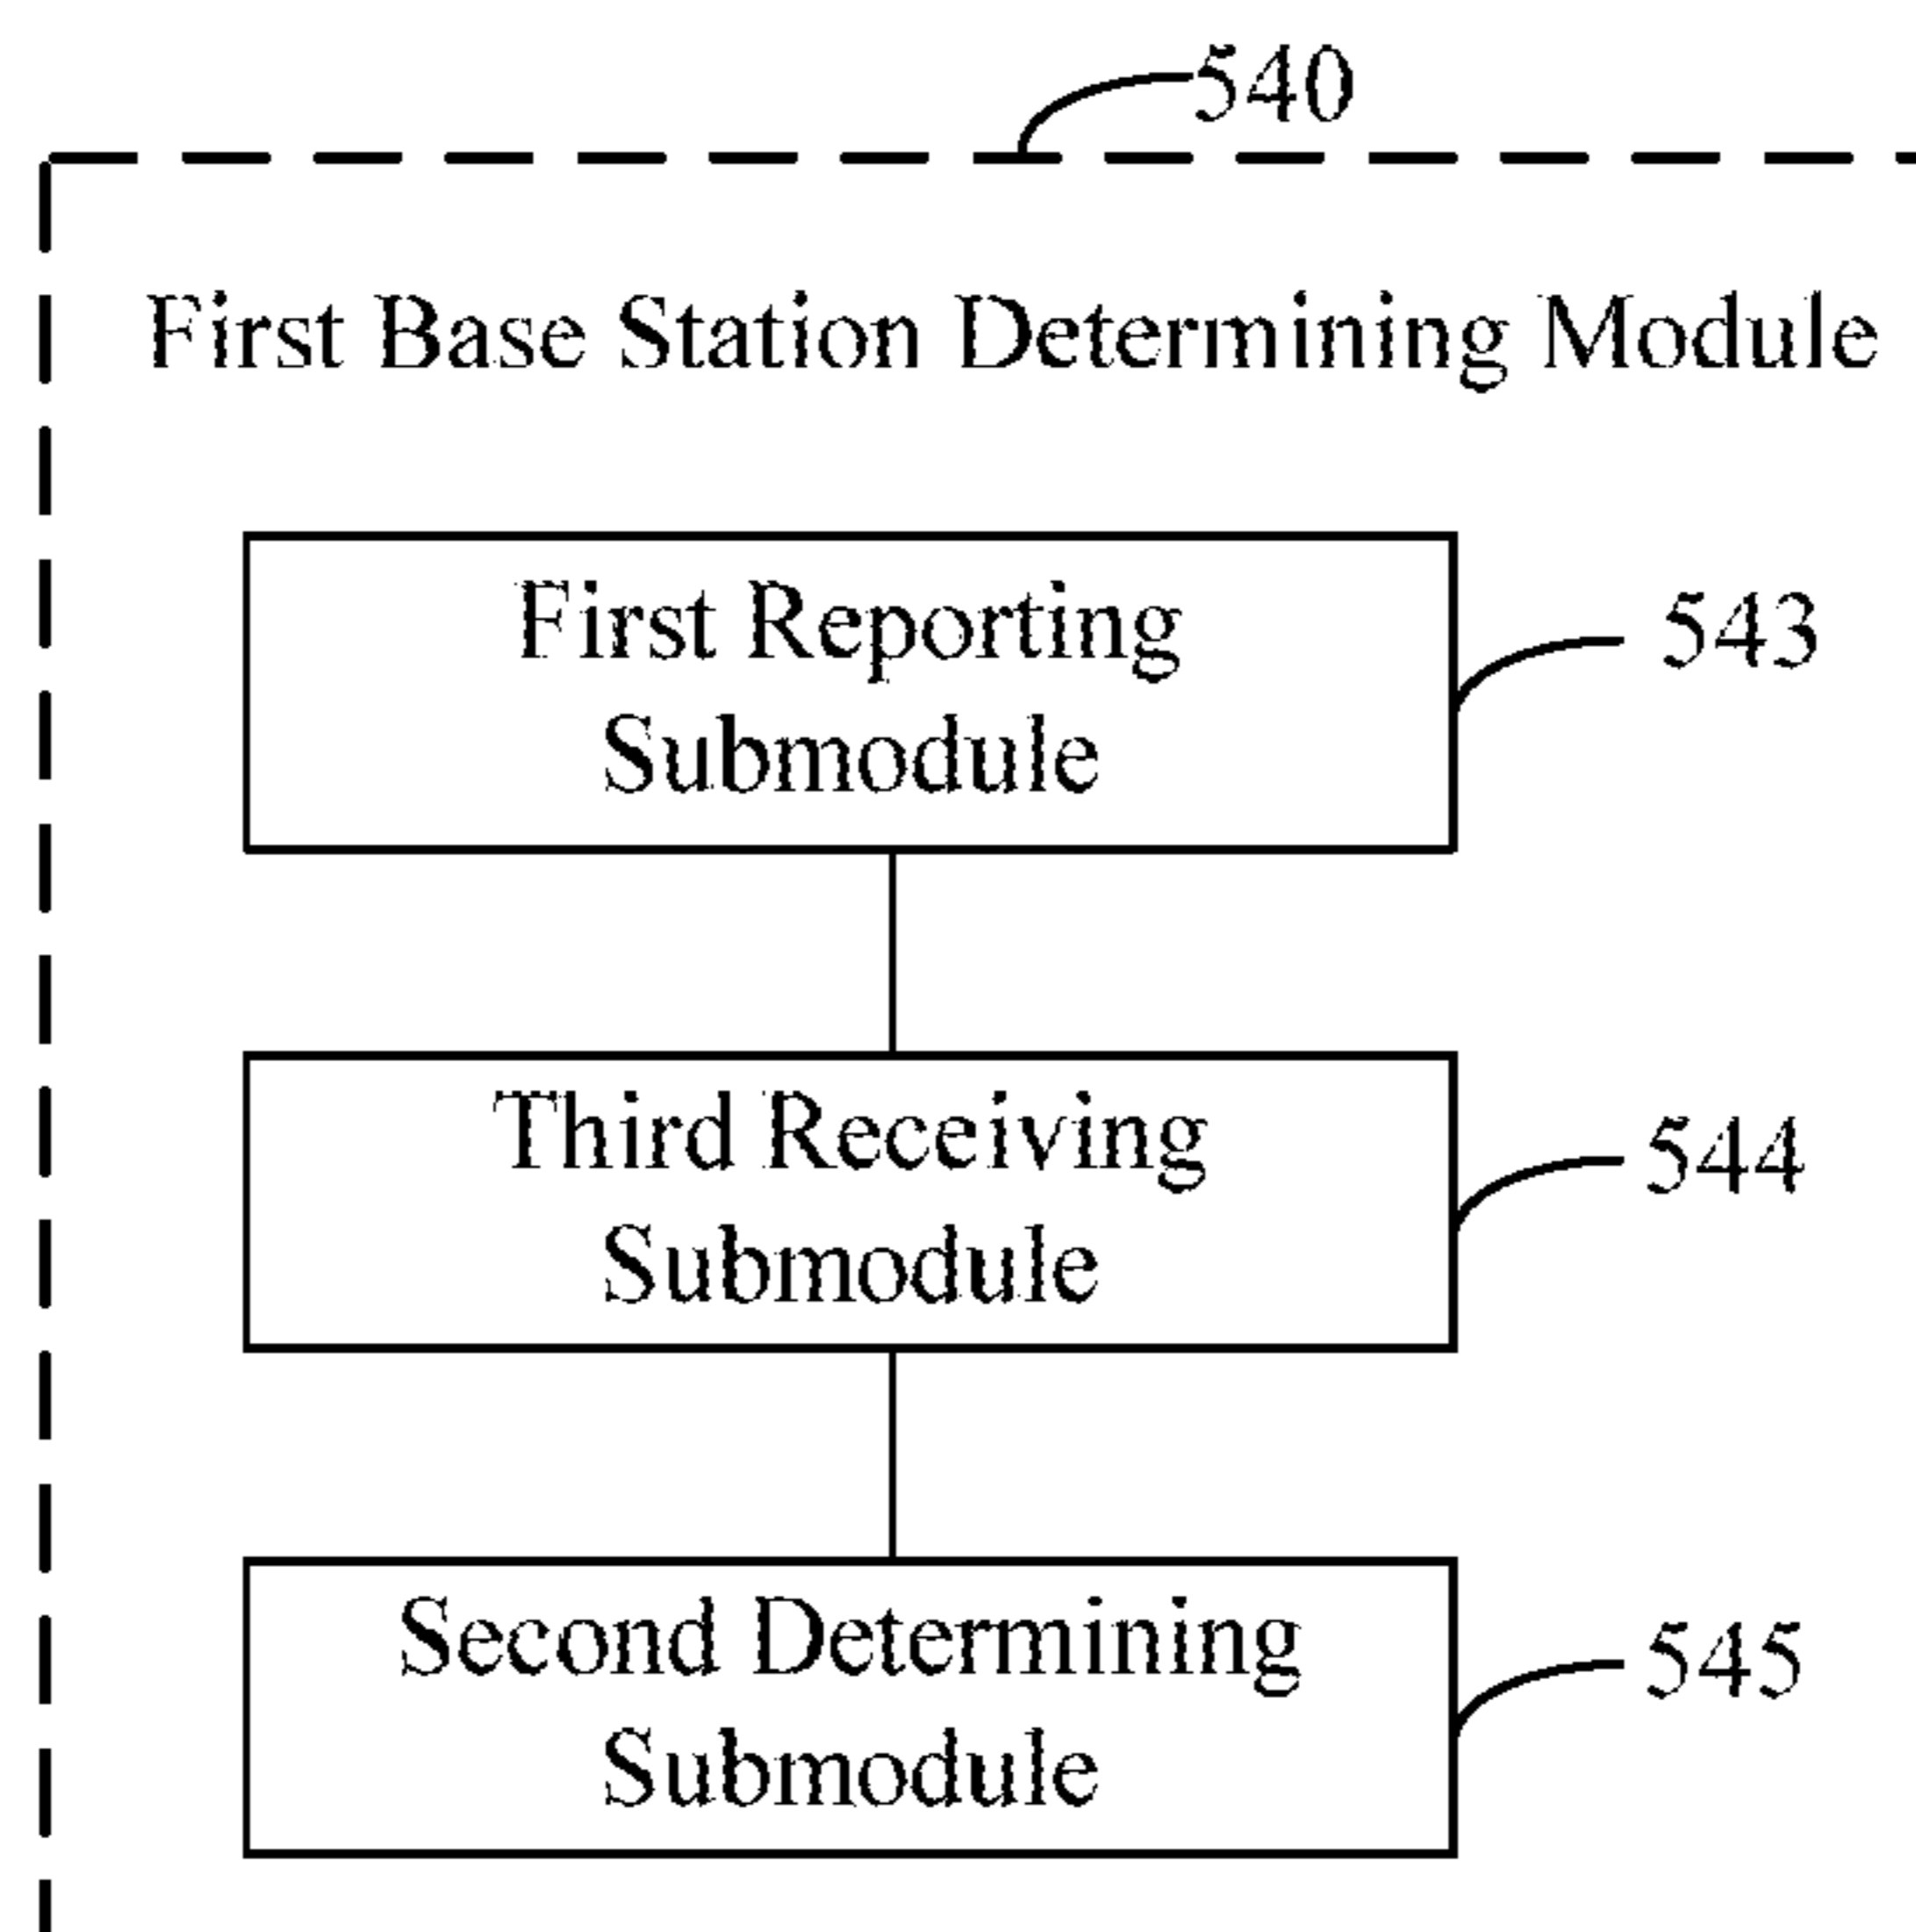 540
First Base Station Determining Module
First Reporting
Submodule
543
Third Receiving
Submodule
544
Second Determining
Submodule
545